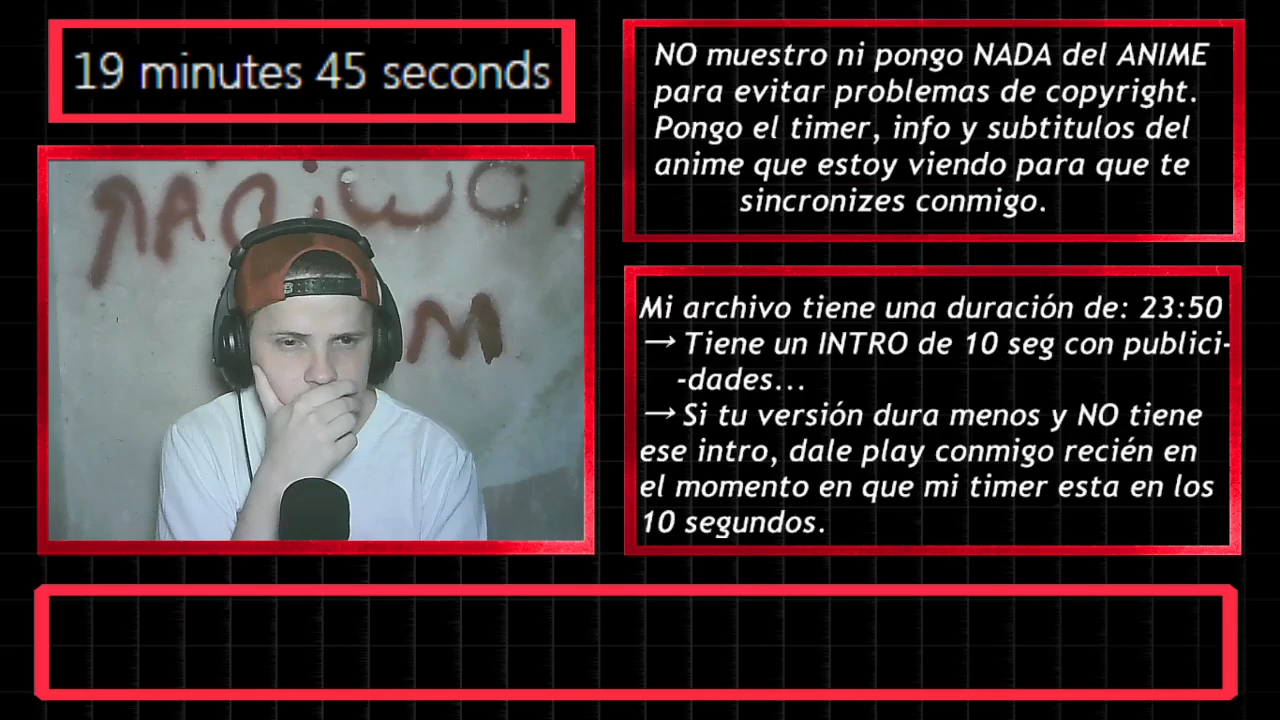 19 minutes 45 seconds
NO muestro ni pongo NADA del ANIME
para evitar problemas de copyright.
Pongo el timer, info y subtitulos del
anime que estoy viendo para que te
sincronizes conmigo.
Mi archivo tiene una duración de: 23:50
→ Tiene un INTRO de 10 seg con publici-
-dades...
→ Si tu versión dura menos y NO tiene
ese intro, dale play conmigo recién en
el momento en que mi timer esta en los
10 segundos.